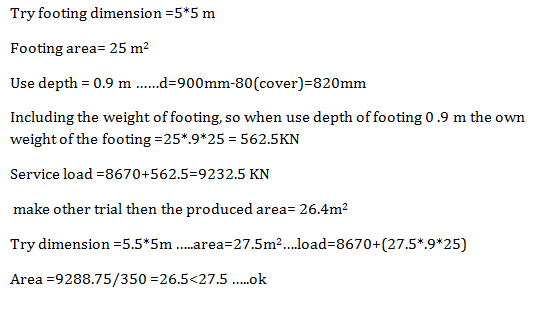 Try footing dimension =5*5 m
Footing area= 25 m²
Use depth = 0.9 m ......d=900mm-80(cover)=820mm
Including the weight of footing, so when use depth of footing 0.9 m the own
weight of the footing =25*.9*25 = 562.5KN
Service load =8670+562.5=9232.5 KN
make other trial then the produced area= 26.4m²
Try dimension =5.5*5m .....area=27.5m²....load=8670+(27.5*.9*25)
Area =9288.75/350 =26.5<27.5 .....ok